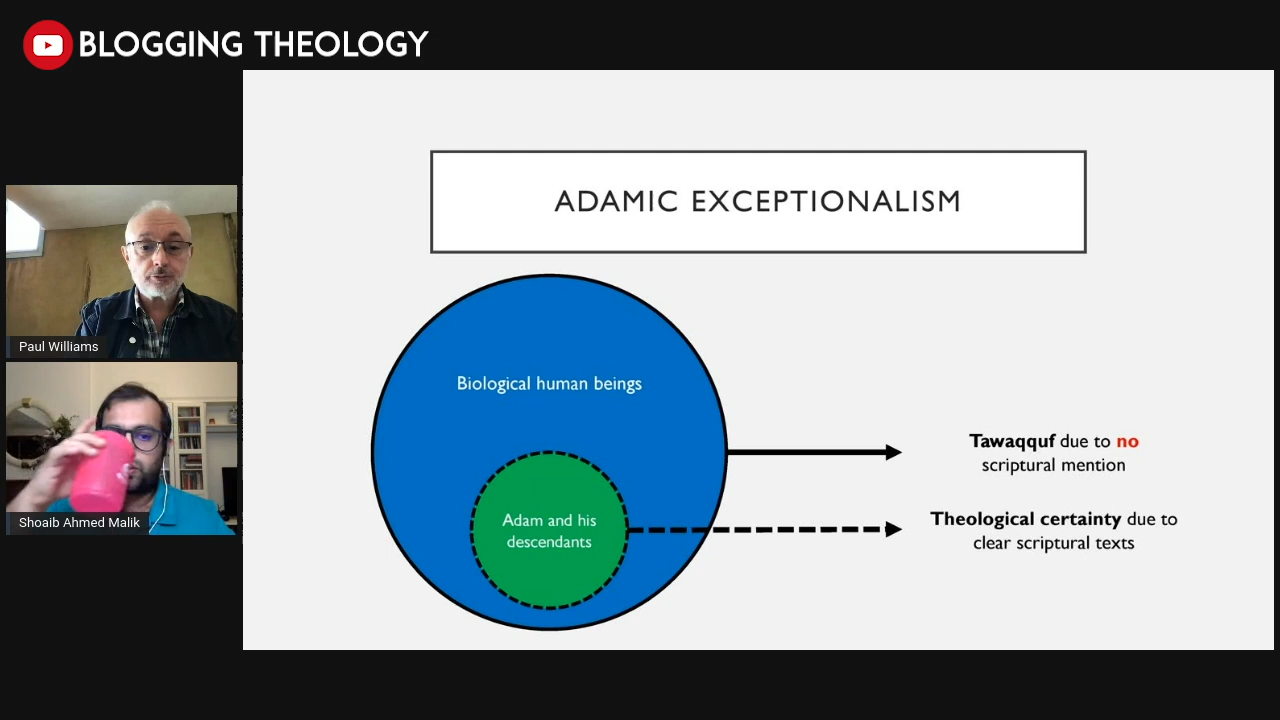 BLOGGING THEOLOGY
ADAMIC EXCEPTIONALISM
Paul Williams
Shoaib Ahmed Malik
Biological human beings
Adam and his
descendants
Tawaqquf due to no
scriptural mention
Theological certainty due to
clear scriptural texts